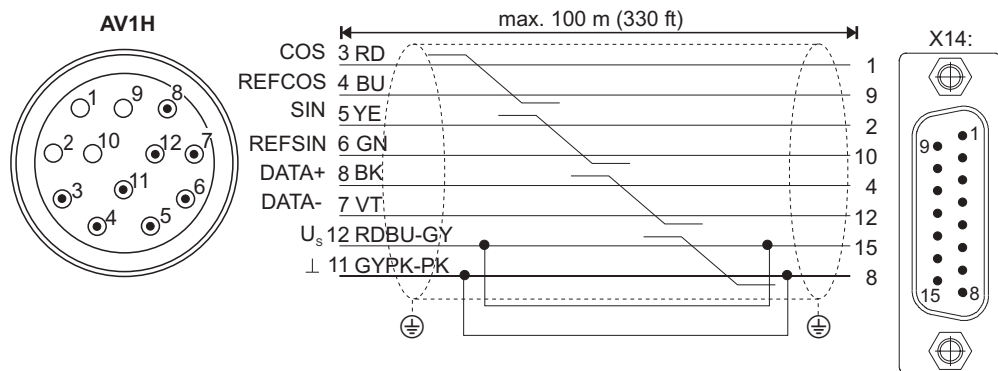 AV1H
max. 100 m (330 ft)
X14:
COS 3 RD 1
REFCOS 4 BU 9
SIN 5 YE 2
REFSIN 6 GN 10
DATA+ 8 BK 4
DATA- 7 VT 12
Us 12 RDBU-GY 15
⊥ 11 GYPK-PK 8
1 9 8
2 10 12 7
3 11 6
4 5
9 1
15 8